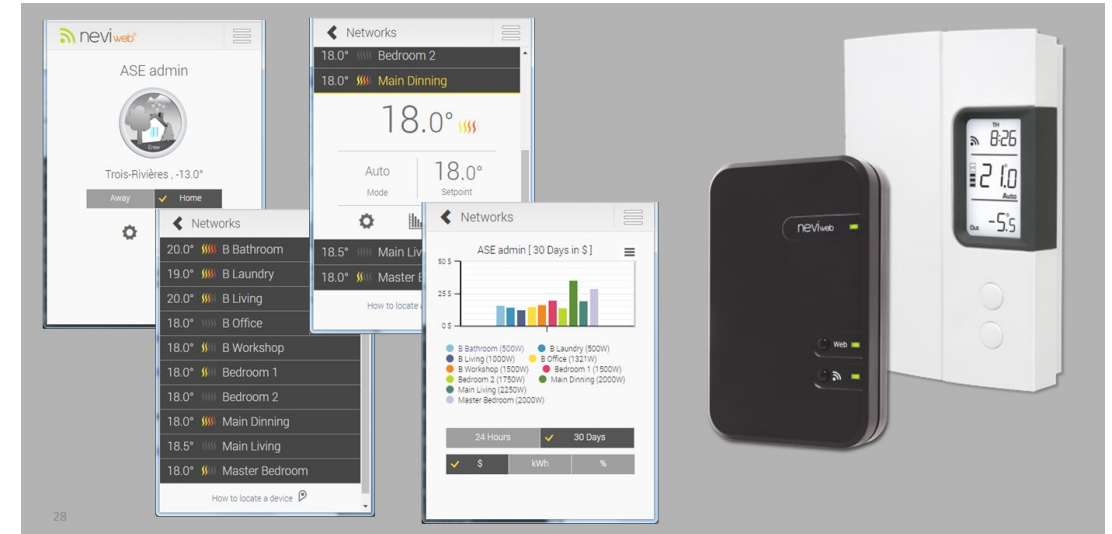 neviweb®
ASE admin
Enter
Trois-Rivières , -13.0°
Away
Home
Networks
20.0° B Bathroom
19.0° B Laundry
20.0° B Living
18.0° B Office
18.0° B Workshop
18.0° Bedroom 1
18.0° Bedroom 2
18.0° Main Dinning
18.5° Main Living
18.0° Master Bedroom
How to locate a device
Networks
18.0° Bedroom 2
18.0° Main Dinning
18.0°
Auto
Mode
18.0°
Setpoint
18.5° Main Liv
18.0° Master
How to locate
Networks
ASE admin [ 30 Days in $ ]
50 $
25 $
0 $
B Bathroom (500W) B Laundry (500W)
B Living (1000W) B Office (1321W)
B Workshop (1500W) Bedroom 1 (1500W)
Bedroom 2 (1750W) Main Dinning (2000W)
Main Living (2250W)
Master Bedroom (2000W)
24 Hours
30 Days
$
kWh
%
neviweb
Web
TH
8:26
21.0
Auto
Out
-5.5
28